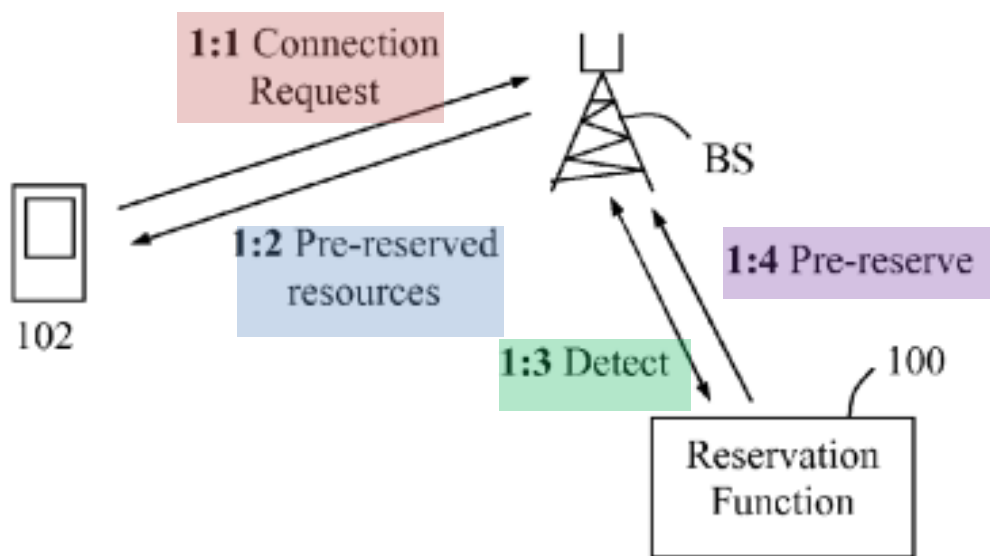 1:1 Connection
Request
BS
1:2 Pre-reserved
resources
1:4 Pre-reserve
102
1:3 Detect
100
Reservation
Function